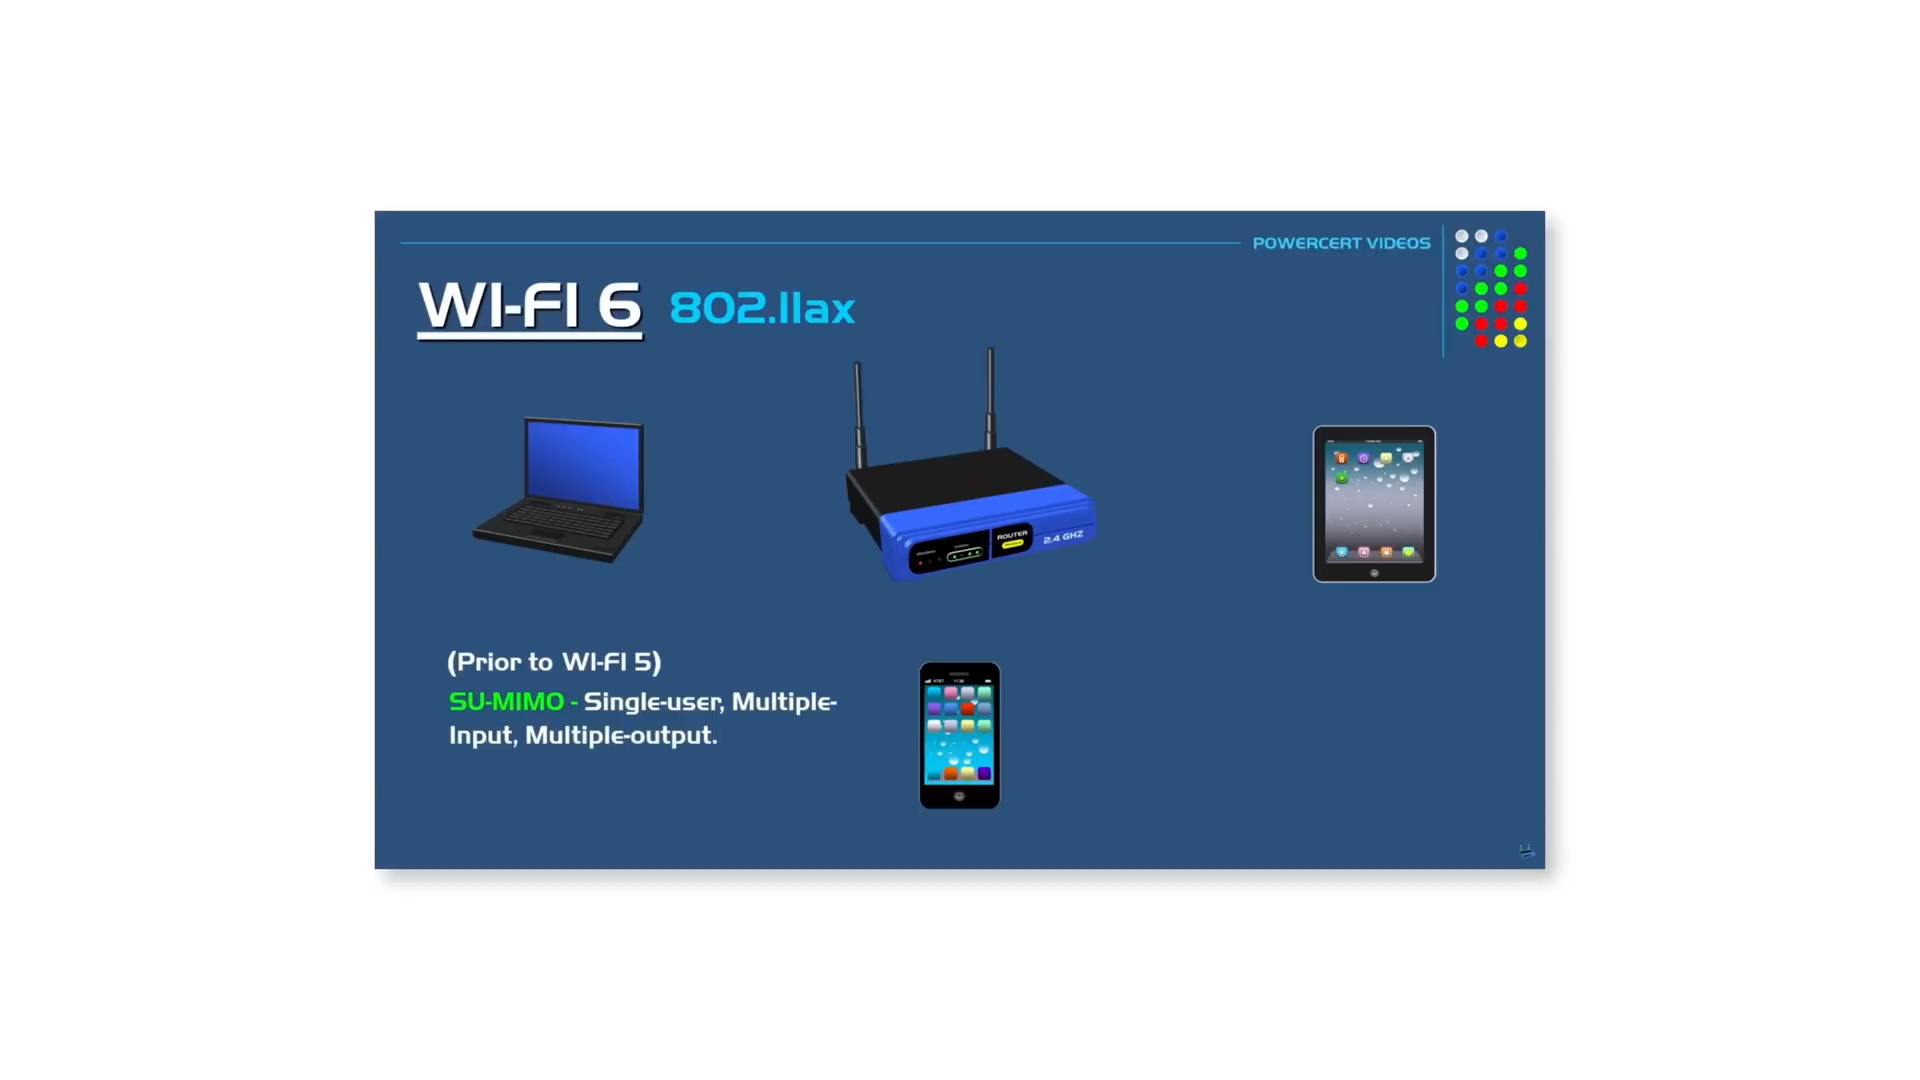 POWERCERT VIDEOS
WI-FI 6 802.11ax
ROUTER
2.4 GHZ
(Prior to WI-FI 5)
SU-MIMO - Single-user, Multiple-
Input, Multiple-output.